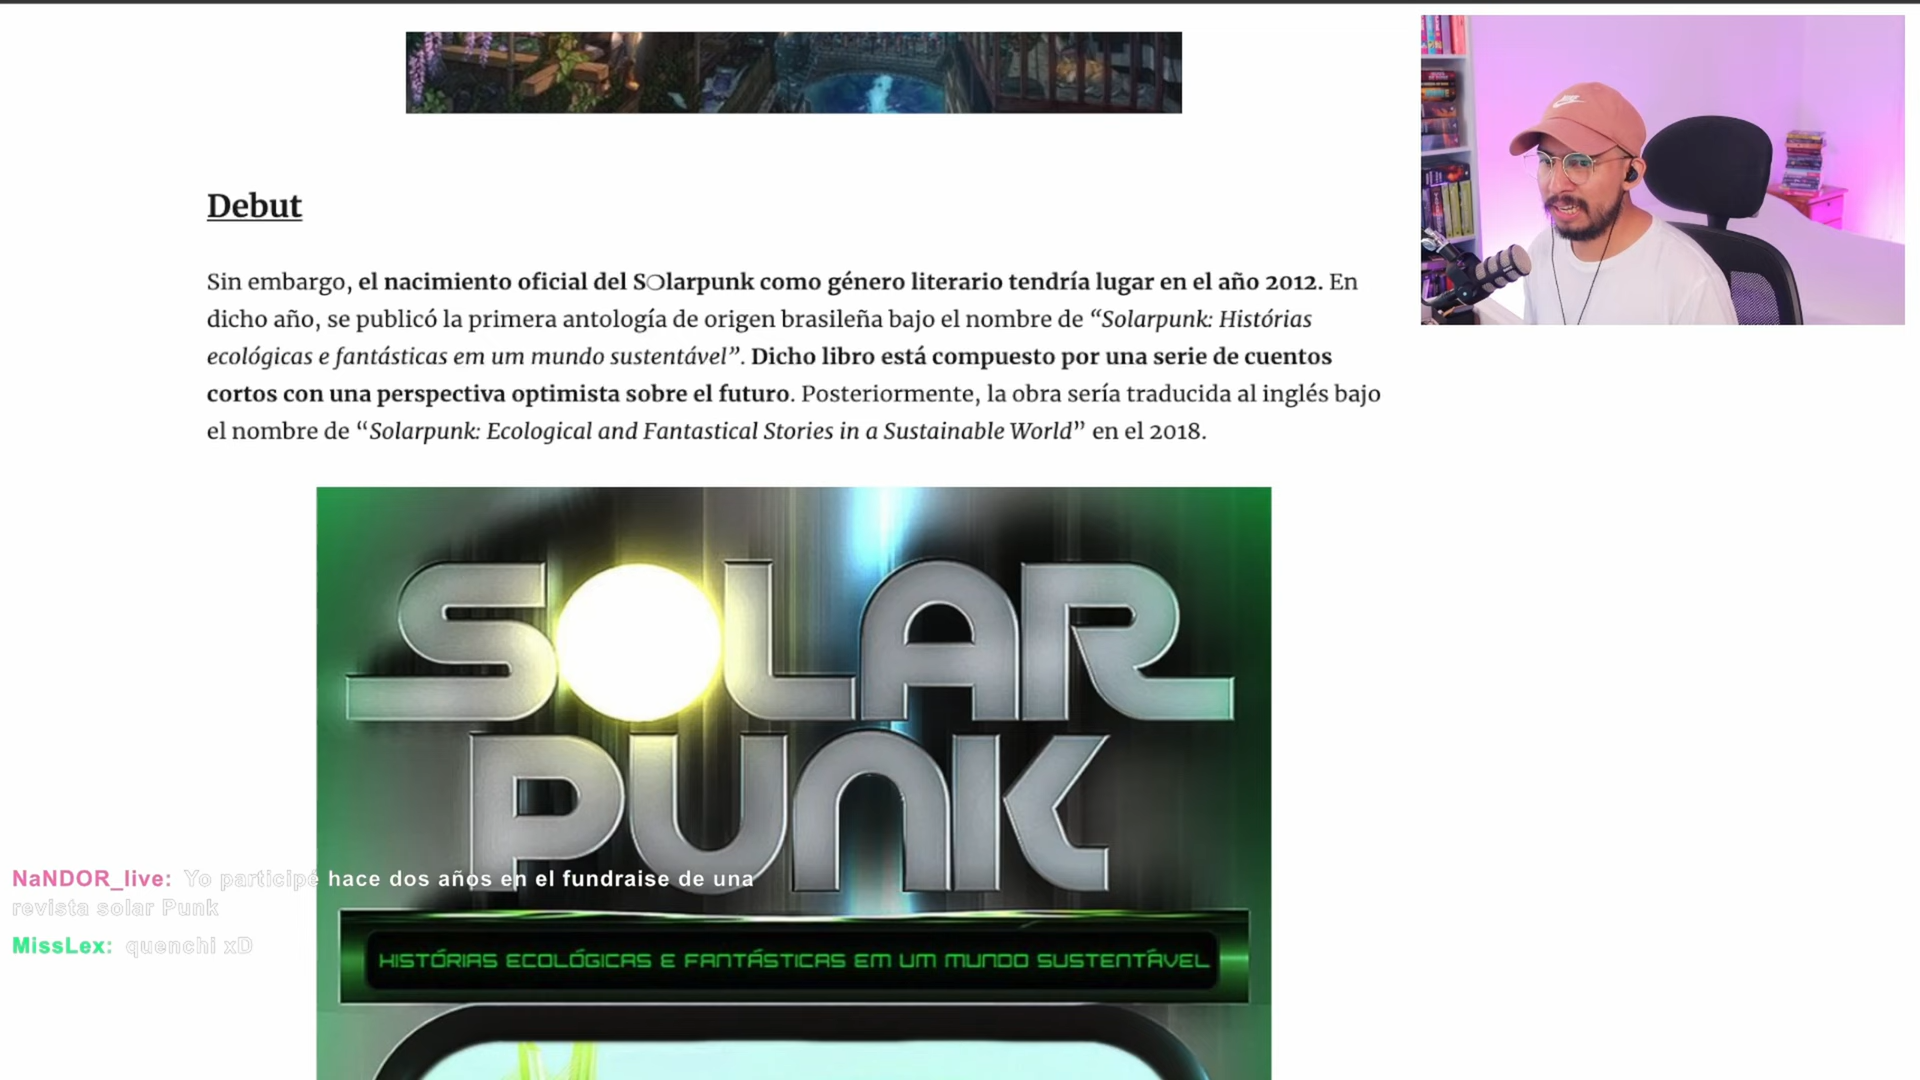 Debut
Sin embargo, el nacimiento oficial del S❍larpunk como género literario tendría lugar en el año 2012. En
dicho año, se publicó la primera antología de origen brasileña bajo el nombre de “Solarpunk: Histórias
ecológicas e fantásticas em um mundo sustentável”. Dicho libro está compuesto por una serie de cuentos
cortos con una perspectiva optimista sobre el futuro. Posteriormente, la obra sería traducida al inglés bajo
el nombre de “Solarpunk: Ecological and Fantastical Stories in a Sustainable World” en el 2018.
SOLAR
PUNK
HISTÓRIAS ECOLÓGICAS E FANTÁSTICAS EM UM MUNDO SUSTENTÁVEL
NaNDOR_live: Yo participé hace dos años en el fundraise de una
revista solar Punk
MissLex: quenchi xD